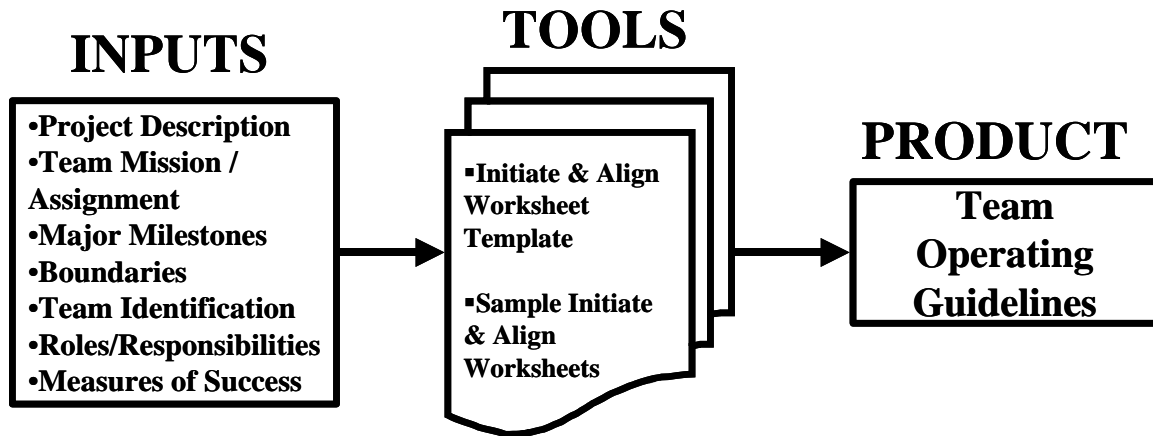 INPUTS
•Project Description
•Team Mission /
Assignment
•Major Milestones
•Boundaries
•Team Identification
•Roles/Responsibilities
•Measures of Success
TOOLS
▪Initiate & Align
Worksheet
Template
▪Sample Initiate
& Align
Worksheets
PRODUCT
Team
Operating
Guidelines